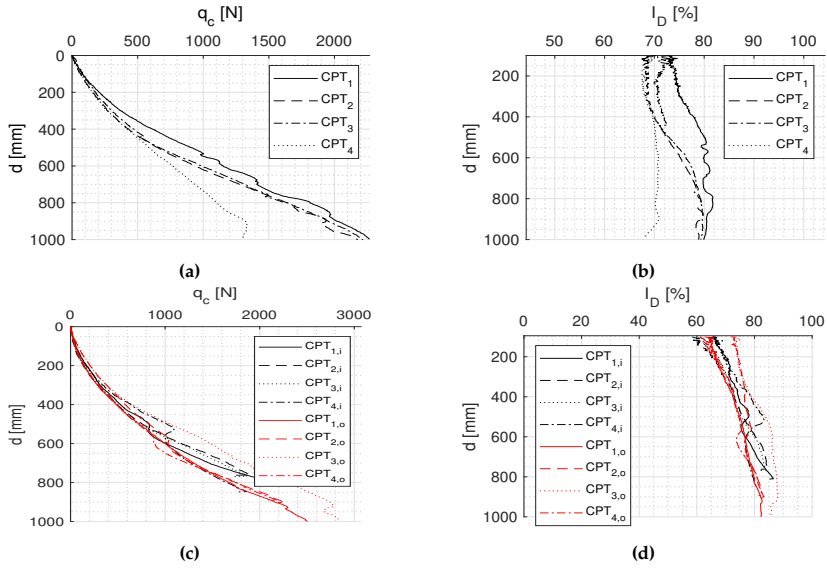 q_c [N]
0 500 1000 1500 2000
0
200
400
600
800
1000
d [mm]
CPT_1
CPT_2
CPT_3
CPT_4
(a)
I_D [%]
60 70 80 90 100
200
400
600
800
1000
d [mm]
CPT_1
CPT_2
CPT_3
CPT_4
(b)
q_c [N]
0 1000 2000 3000
0
200
400
600
800
1000
d [mm]
CPT_1,i
CPT_2,i
CPT_3,i
CPT_4,i
CPT_1,o
CPT_2,o
CPT_3,o
CPT_4,o
(c)
I_D [%]
0 20 40 60 80 100
200
400
600
800
1000
d [mm]
CPT_1,i
CPT_2,i
CPT_3,i
CPT_4,i
CPT_1,o
CPT_2,o
CPT_3,o
CPT_4,o
(d)